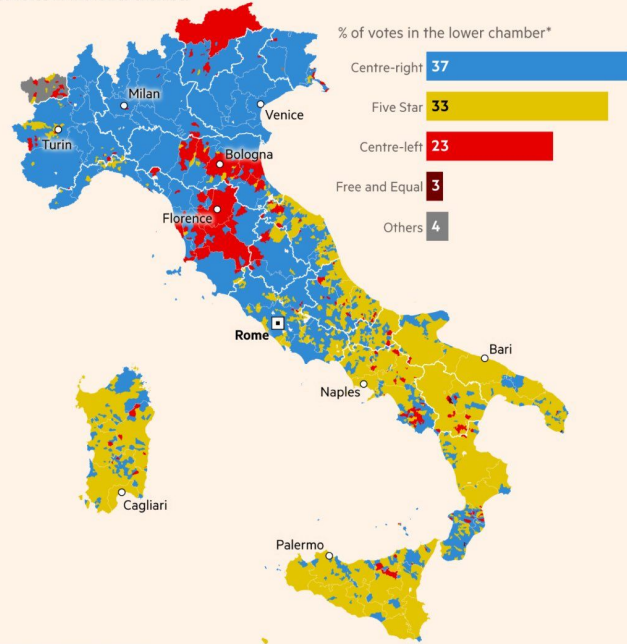 % of votes in the lower chamber*
Centre-right 37
Five Star 33
Centre-left 23
Free and Equal 3
Others 4
Milan
Venice
Turin
Bologna
Florence
Rome
Bari
Naples
Cagliari
Palermo